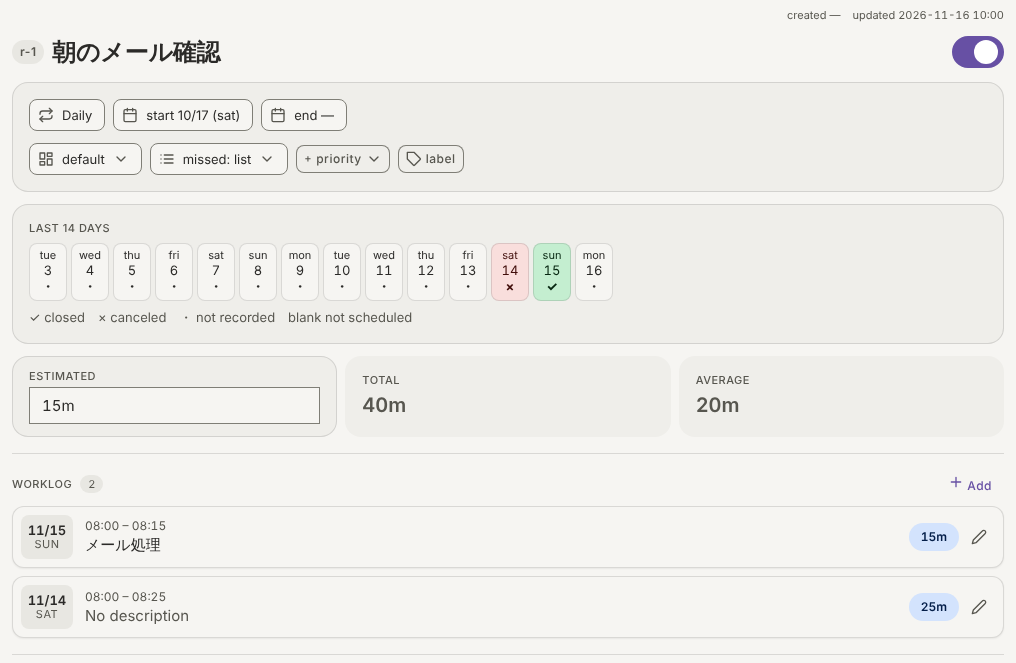 created — updated 2026-11-16 10:00
r-1 朝のメール確認
Daily start 10/17 (sat) end —
default missed: list + priority label
LAST 14 DAYS
tue wed thu fri sat sun mon tue wed thu fri sat sun mon
3 4 5 6 7 8 9 10 11 12 13 14 15 16
• • • • • • • • • • • × ✓ •
✓ closed × canceled • not recorded blank not scheduled
ESTIMATED TOTAL AVERAGE
15m 40m 20m
WORKLOG 2 + Add
11/15 08:00 – 08:15
SUN メール処理 15m
11/14 08:00 – 08:25
SAT No description 25m